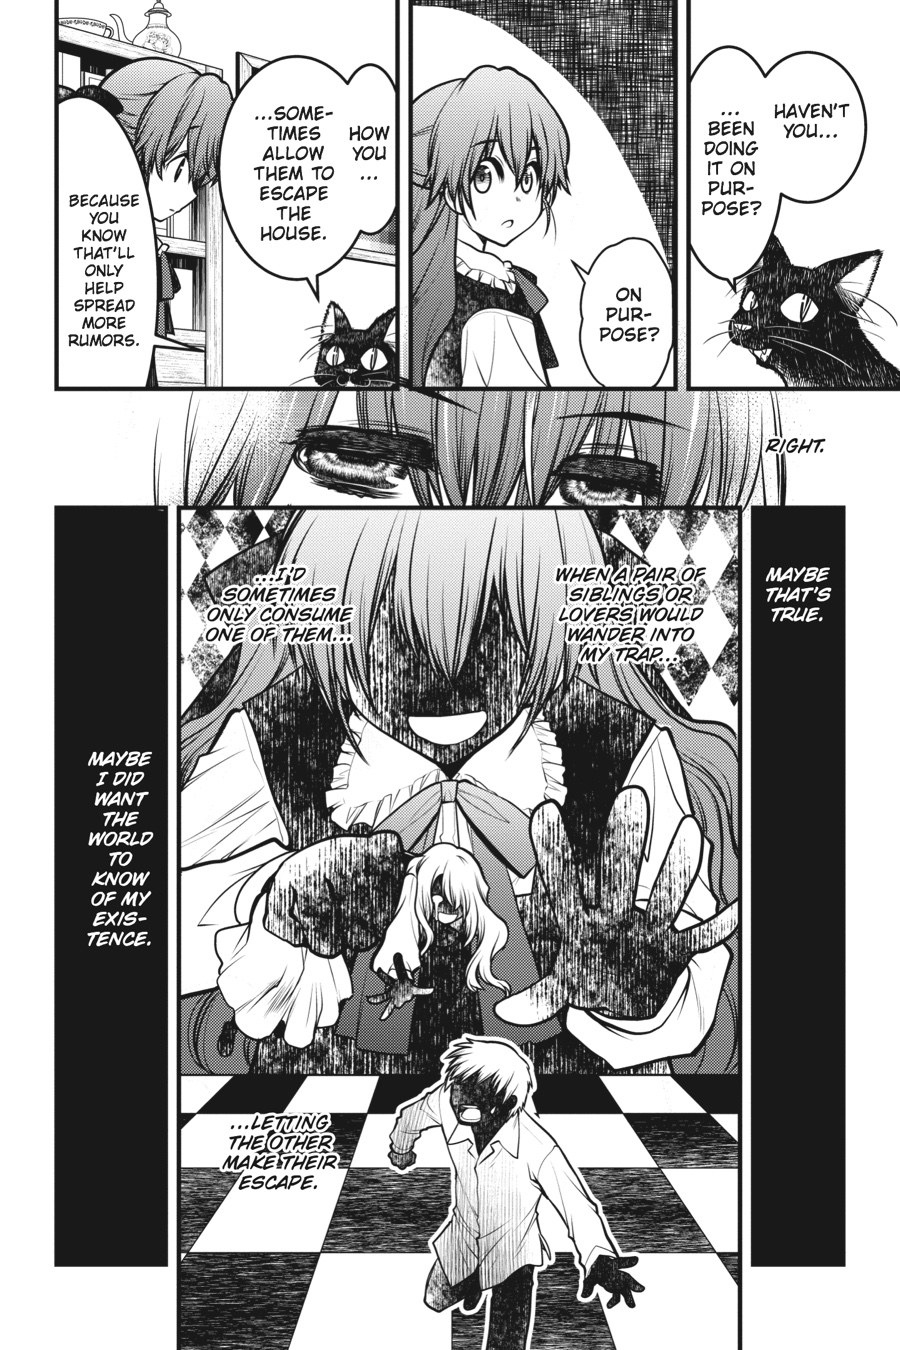 HAVEN'T
YOU...
...
BEEN
DOING
IT ON
PUR-
POSE?
ON
PUR-
POSE?
HOW
YOU
...
...SOME-
TIMES
ALLOW
THEM TO
ESCAPE
THE
HOUSE.
BECAUSE
YOU
KNOW
THAT'LL
ONLY
HELP
SPREAD
MORE
RUMORS.
RIGHT.
MAYBE
THAT'S
TRUE.
WHEN A PAIR OF
SIBLINGS OR
LOVERS WOULD
WANDER INTO
MY TRAP...
...I'D
SOMETIMES
ONLY CONSUME
ONE OF THEM...
...LETTING
THE OTHER
MAKE THEIR
ESCAPE.
MAYBE
I DID
WANT
THE
WORLD
TO
KNOW
OF MY
EXIS-
TENCE.